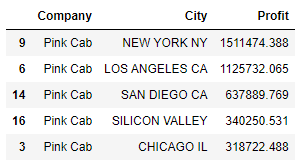 Company City Profit
9 Pink Cab NEW YORK NY 1511474.388
6 Pink Cab LOS ANGELES CA 1125732.065
14 Pink Cab SAN DIEGO CA 637889.769
16 Pink Cab SILICON VALLEY 340250.531
3 Pink Cab CHICAGO IL 318722.488